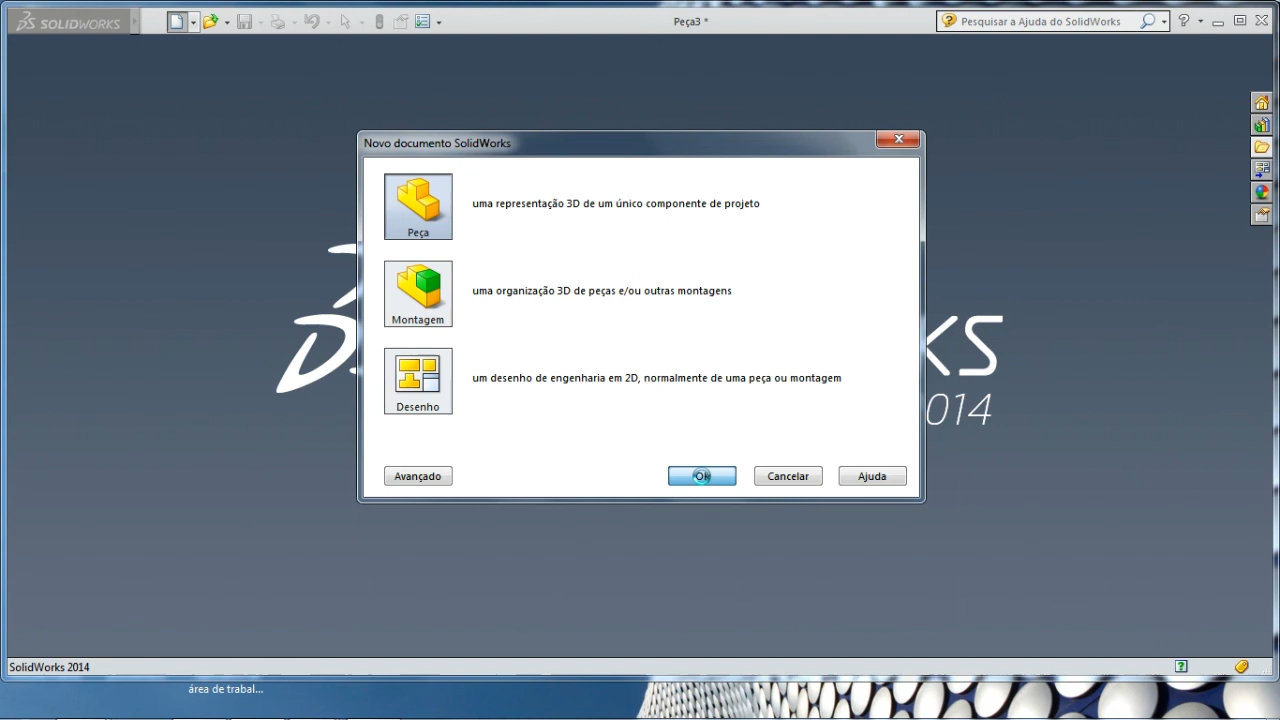 SOLIDWORKS
Peça3 *
Pesquisar a Ajuda do SolidWorks
Novo documento SolidWorks
uma representação 3D de um único componente de projeto
Peça
uma organização 3D de peças e/ou outras montagens
Montagem
KS
um desenho de engenharia em 2D, normalmente de uma peça ou montagem
Desenho
014
Avançado
OK
Cancelar
Ajuda
SolidWorks 2014
área de trabal...